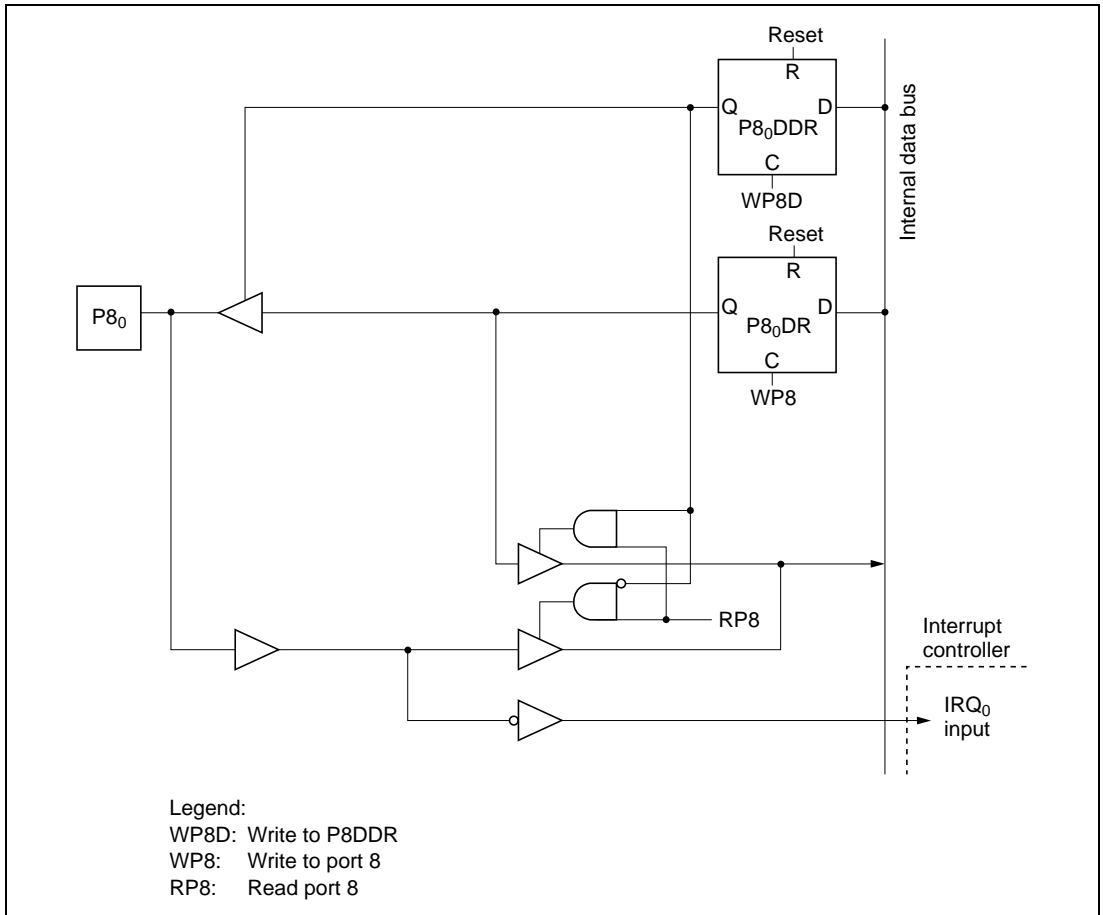 Reset
R
Q
D
P8₀DDR
C
WP8D
Internal data bus
Reset
R
Q
D
P8₀DR
C
WP8
P8₀
RP8
Interrupt
controller
IRQ₀
input
Legend:
WP8D: Write to P8DDR
WP8: Write to port 8
RP8: Read port 8